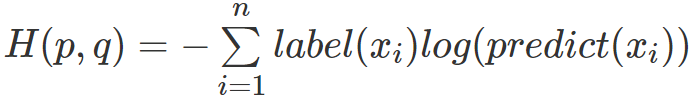 H(p, q) = −∑_{i=1}^{n} label(x_i)log(predict(x_i))